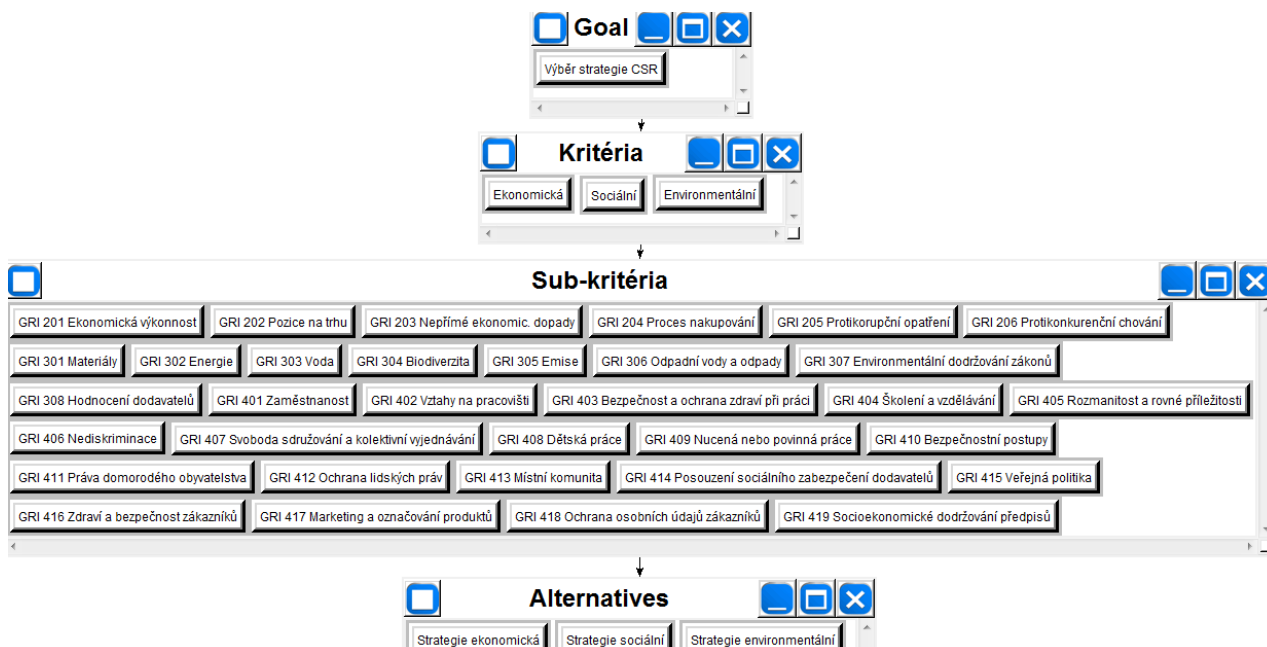 Goal
Výběr strategie CSR
Kritéria
Ekonomická Sociální Environmentální
Sub-kritéria
GRI 201 Ekonomická výkonnost GRI 202 Pozice na trhu GRI 203 Nepřímé ekonomic. dopady GRI 204 Proces nakupování GRI 205 Protikorupční opatření GRI 206 Protikonkurenční chování
GRI 301 Materiály GRI 302 Energie GRI 303 Voda GRI 304 Biodiverzita GRI 305 Emise GRI 306 Odpadní vody a odpady GRI 307 Environmentální dodržování zákonů
GRI 308 Hodnocení dodavatelů GRI 401 Zaměstnanost GRI 402 Vztahy na pracovišti GRI 403 Bezpečnost a ochrana zdraví při práci GRI 404 Školení a vzdělávání GRI 405 Rozmanitost a rovné příležitosti
GRI 406 Nediskriminace GRI 407 Svoboda sdružování a kolektivní vyjednávání GRI 408 Dětská práce GRI 409 Nucená nebo povinná práce GRI 410 Bezpečnostní postupy
GRI 411 Práva domorodého obyvatelstva GRI 412 Ochrana lidských práv GRI 413 Místní komunita GRI 414 Posouzení sociálního zabezpečení dodavatelů GRI 415 Veřejná politika
GRI 416 Zdraví a bezpečnost zákazníků GRI 417 Marketing a označování produktů GRI 418 Ochrana osobních údajů zákazníků GRI 419 Socioekonomické dodržování předpisů
Alternatives
Strategie ekonomická Strategie sociální Strategie environmentální